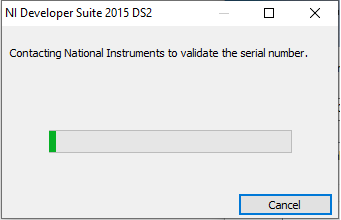 NI Developer Suite 2015 DS2
Contacting National Instruments to validate the serial number.
Cancel